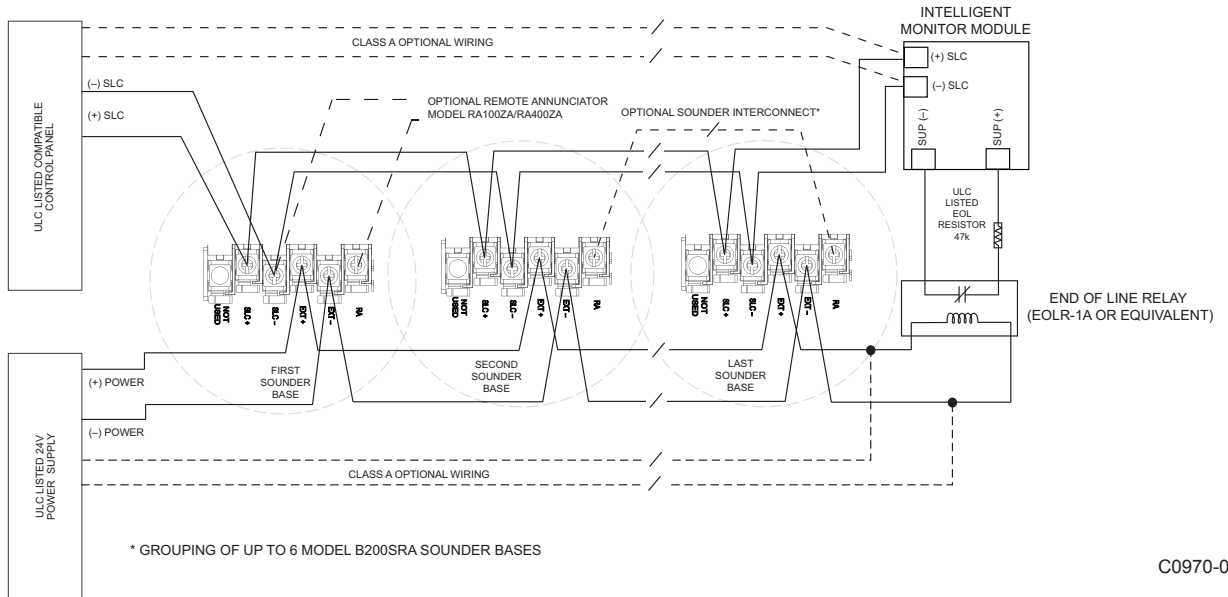 INTELLIGENT
MONITOR MODULE
CLASS A OPTIONAL WIRING
(+) SLC
(–) SLC
(–) SLC
(+) SLC
OPTIONAL REMOTE ANNUNCIATOR
MODEL RA100ZA/RA400ZA
OPTIONAL SOUNDER INTERCONNECT*
SUP (–)
SUP (+)
ULC LISTED COMPATIBLE
CONTROL PANEL
ULC
LISTED
EOL
RESISTOR
47k
NOT
USED
SLC +
SLC –
EXT +
EXT –
RA
NOT
USED
SLC +
SLC –
EXT +
EXT –
RA
NOT
USED
SLC +
SLC –
EXT +
EXT –
RA
END OF LINE RELAY
(EOLR-1A OR EQUIVALENT)
FIRST
SOUNDER
BASE
SECOND
SOUNDER
BASE
LAST
SOUNDER
BASE
(+) POWER
(–) POWER
ULC LISTED 24V
POWER SUPPLY
CLASS A OPTIONAL WIRING
* GROUPING OF UP TO 6 MODEL B200SRA SOUNDER BASES
C0970-0